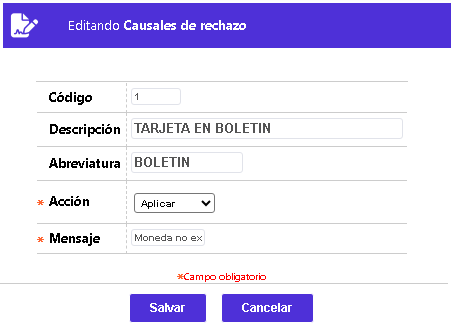 Editando Causales de rechazo
Código 1
Descripción TARJETA EN BOLETIN
Abreviatura BOLETIN
* Acción Aplicar
* Mensaje Moneda no ex
*Campo obligatorio
Salvar Cancelar